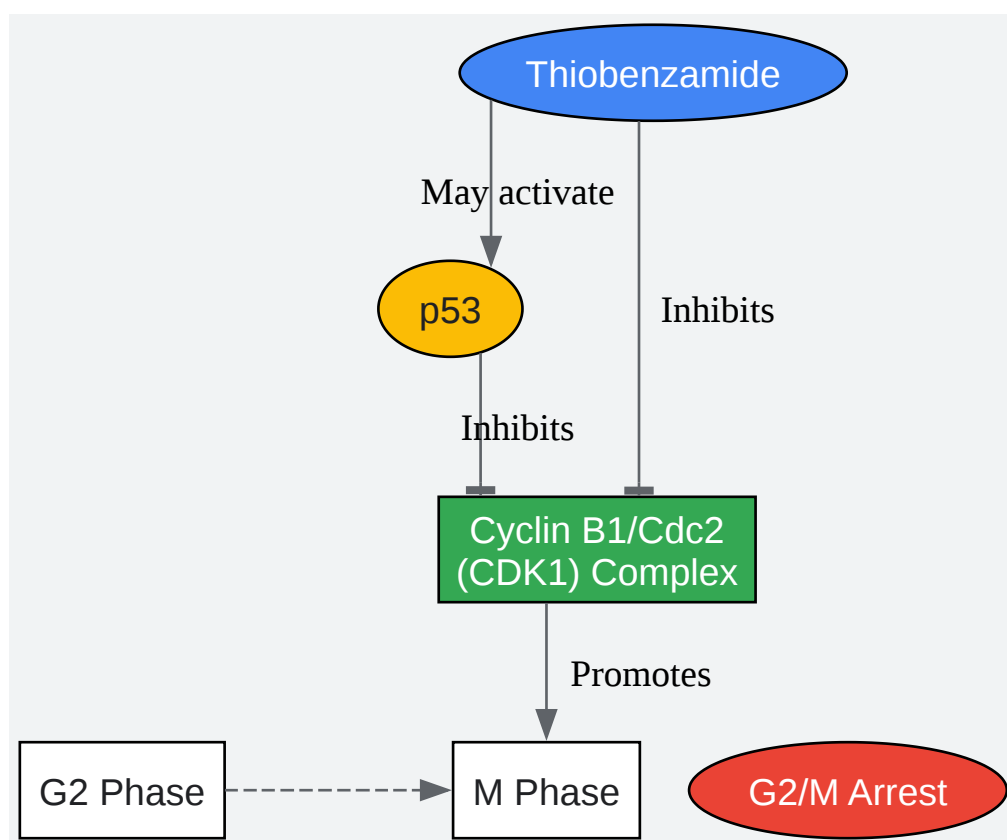 Thiobenzamide
May activate
p53
Inhibits
Inhibits
Cyclin B1/Cdc2
(CDK1) Complex
Promotes
G2 Phase
M Phase
G2/M Arrest